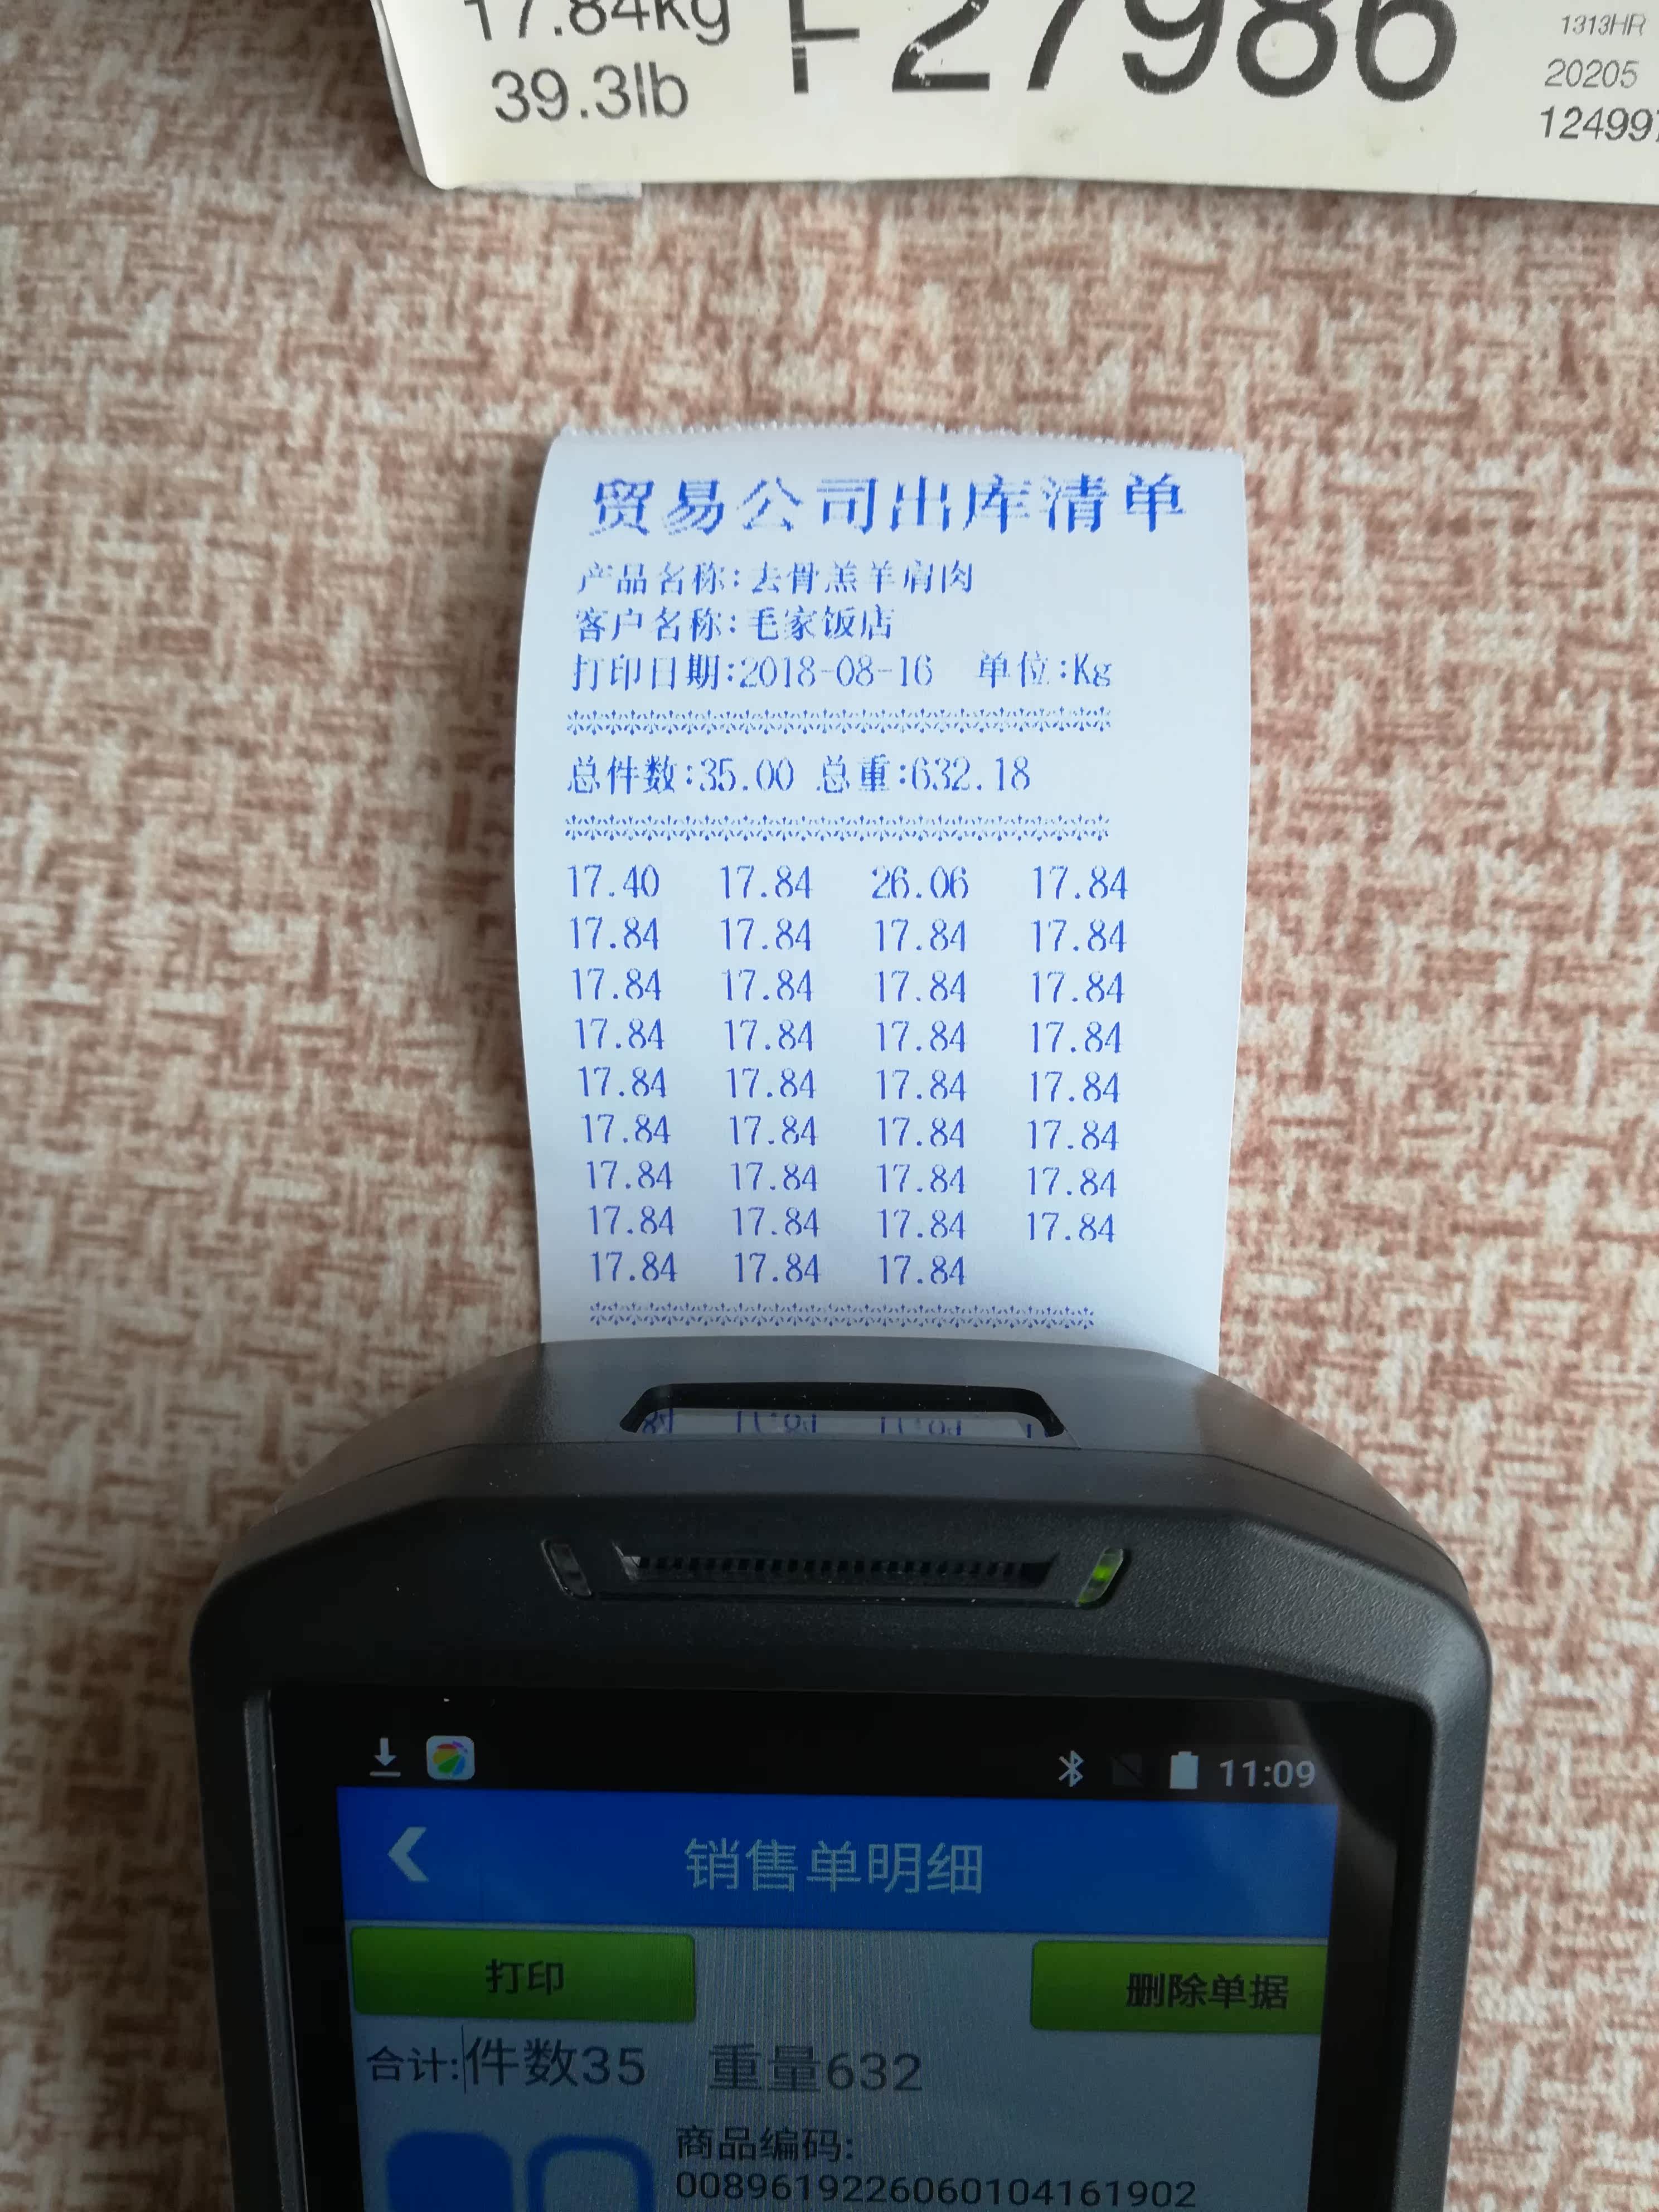 17.84kg
39.3lb
F27986
1313HR
20205
124997
贸易公司出库清单
产品名称:去骨羔羊肩肉
客户名称:毛家饭店
打印日期:2018-08-16 单位:Kg
总件数:35.00 总重:632.18
17.40 17.84 26.06 17.84
17.84 17.84 17.84 17.84
17.84 17.84 17.84 17.84
17.84 17.84 17.84 17.84
17.84 17.84 17.84 17.84
17.84 17.84 17.84 17.84
17.84 17.84 17.84 17.84
17.84 17.84 17.84 17.84
17.84 17.84 17.84
11:09
销售单明细
打印 删除单据
合计:件数35 重量632
商品编码:
0089619226060104161902